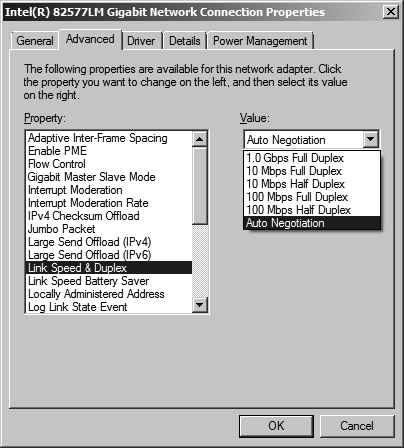 Intel(R) 82577LM Gigabit Network Connection Properties
General
Advanced
Driver
Details
Power Management
The following properties are available for this network adapter. Click
the property you want to change on the left, and then select its value
on the right.
Property:
Adaptive Inter-Frame Spacing
Enable PME
Flow Control
Gigabit Master Slave Mode
Interrupt Moderation
Interrupt Moderation Rate
IPv4 Checksum Offload
Jumbo Packet
Large Send Offload (IPv4)
Large Send Offload (IPv6)
Link Speed & Duplex
Link Speed Battery Saver
Locally Administered Address
Log Link State Event
Value:
Auto Negotiation
1.0 Gbps Full Duplex
10 Mbps Full Duplex
10 Mbps Half Duplex
100 Mbps Full Duplex
100 Mbps Half Duplex
Auto Negotiation
OK
Cancel